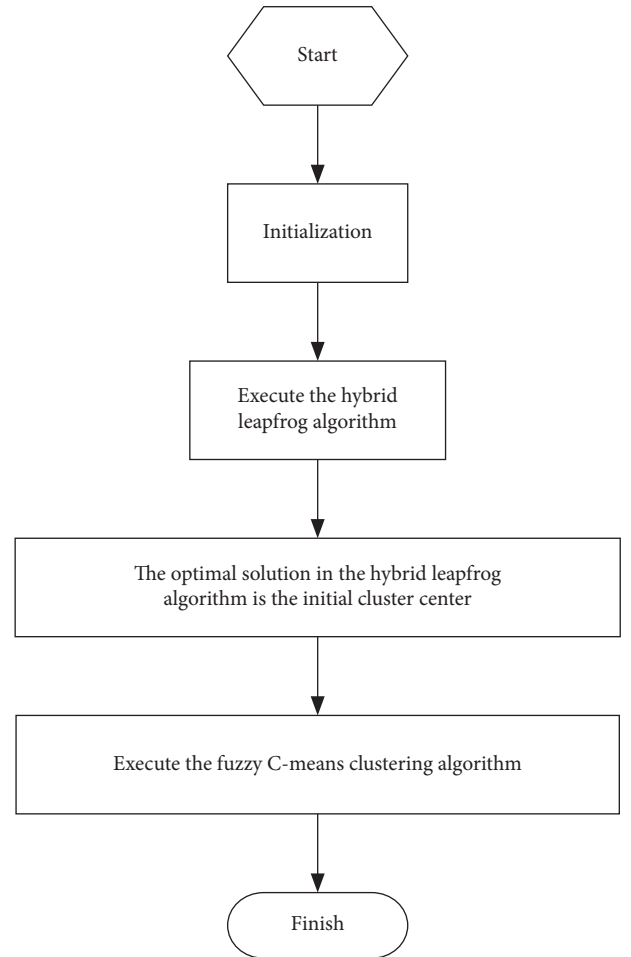 Start
Initialization
Execute the hybrid
leapfrog algorithm
The optimal solution in the hybrid leapfrog
algorithm is the initial cluster center
Execute the fuzzy C-means clustering algorithm
Finish